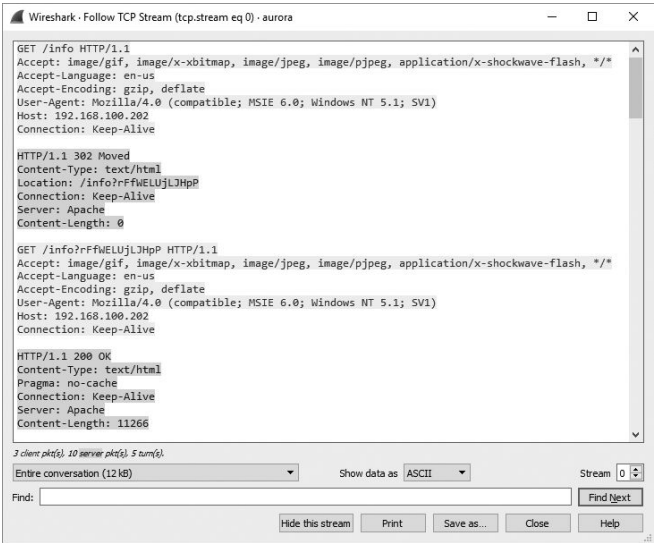 Wireshark · Follow TCP Stream (tcp.stream eq 0) · aurora
GET /info HTTP/1.1
Accept: image/gif, image/x-xbitmap, image/jpeg, image/pjpeg, application/x-shockwave-flash, */*
Accept-Language: en-us
Accept-Encoding: gzip, deflate
User-Agent: Mozilla/4.0 (compatible; MSIE 6.0; Windows NT 5.1; SV1)
Host: 192.168.100.202
Connection: Keep-Alive
HTTP/1.1 302 Moved
Content-Type: text/html
Location: /info?rFfWELUjLJHpP
Connection: Keep-Alive
Server: Apache
Content-Length: 0
GET /info?rFfWELUjLJHpP HTTP/1.1
Accept: image/gif, image/x-xbitmap, image/jpeg, image/pjpeg, application/x-shockwave-flash, */*
Accept-Language: en-us
Accept-Encoding: gzip, deflate
User-Agent: Mozilla/4.0 (compatible; MSIE 6.0; Windows NT 5.1; SV1)
Host: 192.168.100.202
Connection: Keep-Alive
HTTP/1.1 200 OK
Content-Type: text/html
Pragma: no-cache
Connection: Keep-Alive
Server: Apache
Content-Length: 11266
3 client pkt(s), 10 server pkt(s), 5 turn(s).
Entire conversation (12 kB) Show data as ASCII Stream 0
Find: Find Next
Hide this stream Print Save as... Close Help